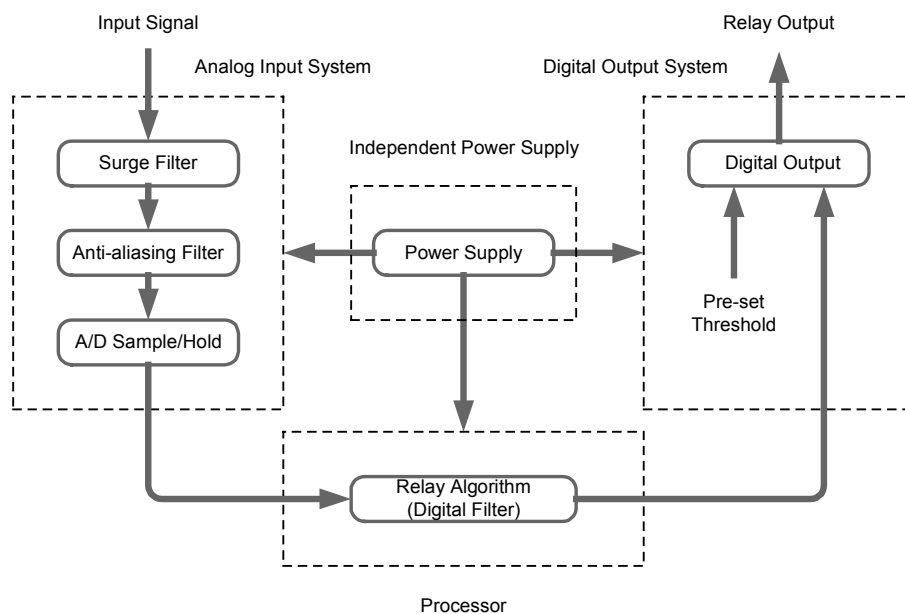 Input Signal
Relay Output
Analog Input System
Digital Output System
Surge Filter
Independent Power Supply
Digital Output
Anti-aliasing Filter
Power Supply
Pre-set
Threshold
A/D Sample/Hold
Relay Algorithm
(Digital Filter)
Processor